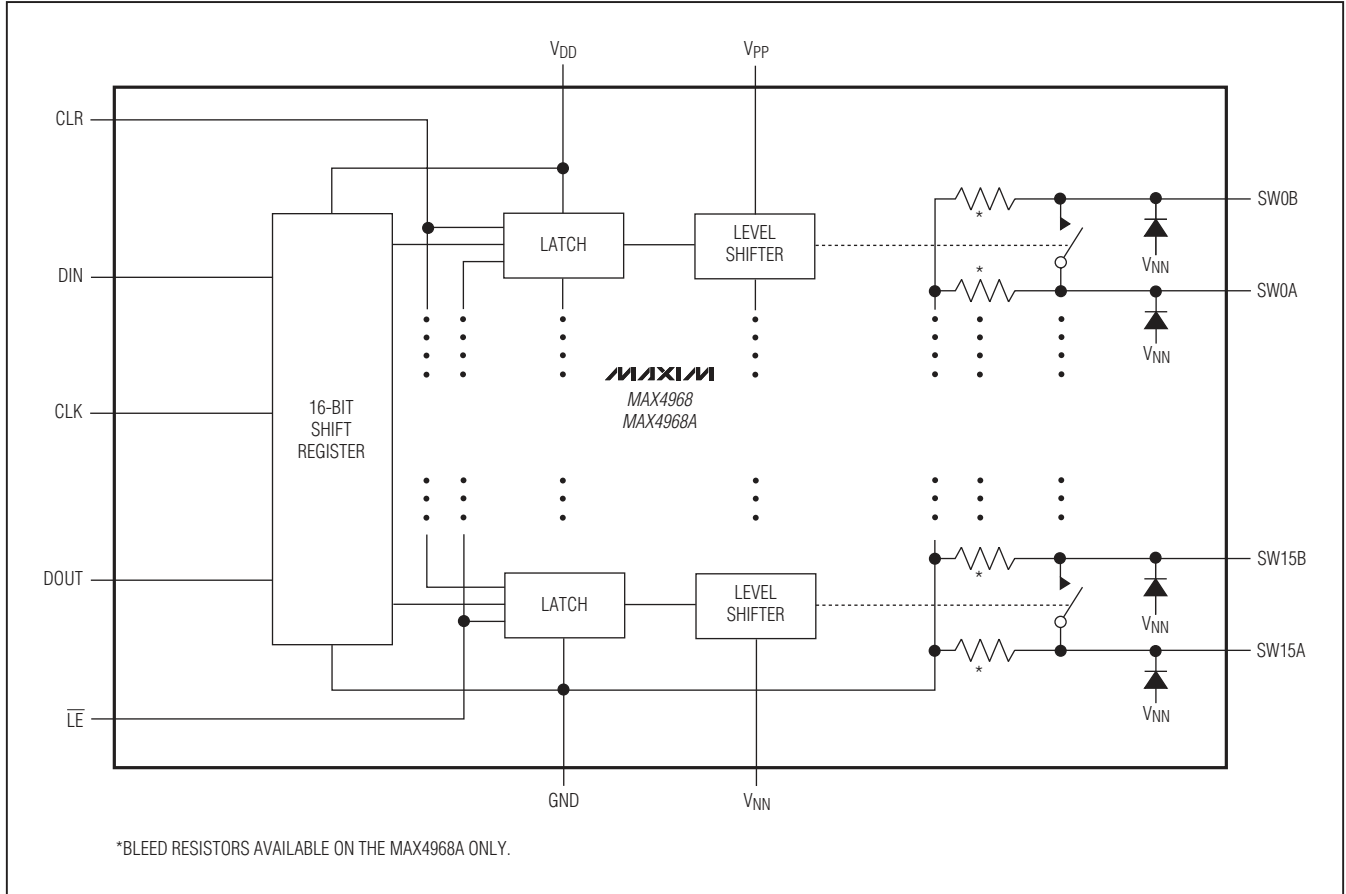 VDD
VPP
CLR
SW0B
*
LATCH
LEVEL
SHIFTER
VNN
DIN
*
SW0A
VNN
MAXIM
MAX4968
MAX4968A
CLK
16-BIT
SHIFT
REGISTER
SW15B
*
DOUT
LATCH
LEVEL
SHIFTER
VNN
SW15A
*
VNN
L̅E̅
GND
VNN
*BLEED RESISTORS AVAILABLE ON THE MAX4968A ONLY.